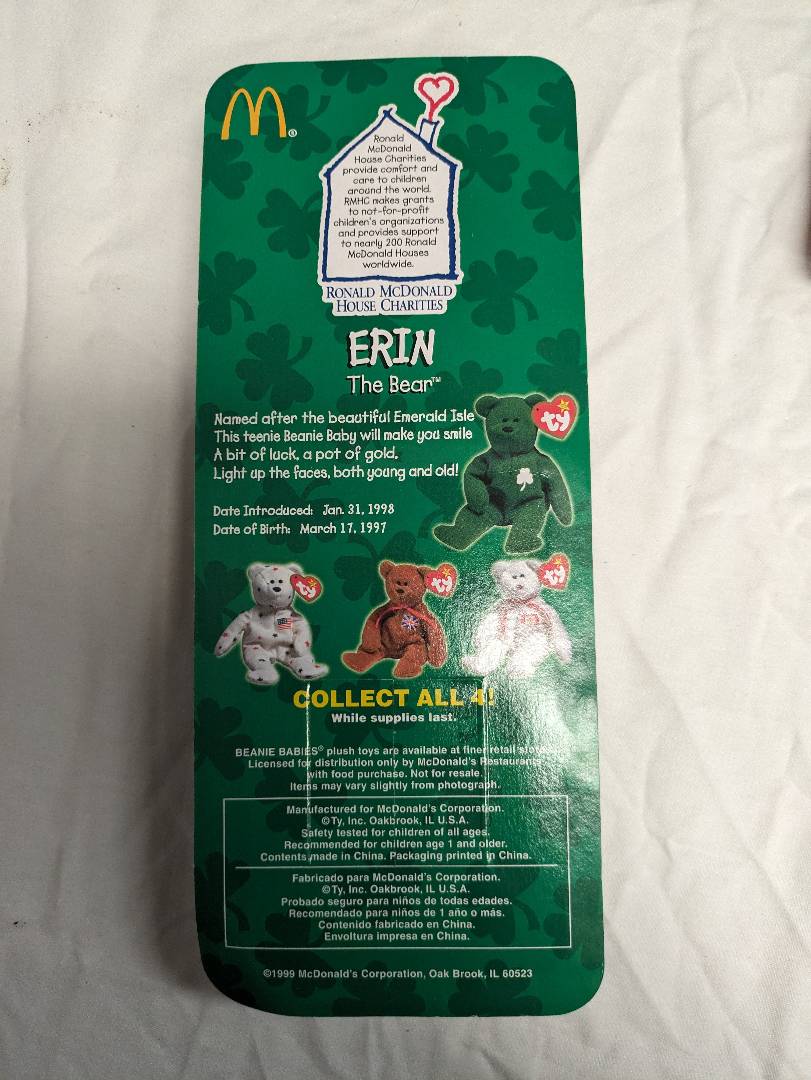 M®
Ronald
McDonald
House Charities
provide comfort and
care to children
around the world.
RMHC makes grants
to not-for-profit
children's organizations
and provides support
to nearly 200 Ronald
McDonald Houses
worldwide.
RONALD MCDONALD
HOUSE CHARITIES
ERIN
The Bear™
Named after the beautiful Emerald Isle
This teenie Beanie Baby will make you smile
A bit of luck, a pot of gold,
Light up the faces, both young and old!
ty
Date Introduced: Jan. 31, 1998
Date of Birth: March 17, 1997
ty
ty
ty
COLLECT ALL 4!
While supplies last.
BEANIE BABIES® plush toys are available at finer retail stores.
Licensed for distribution only by McDonald's Restaurants
with food purchase. Not for resale.
Items may vary slightly from photograph.
Manufactured for McDonald's Corporation.
©Ty, Inc. Oakbrook, IL U.S.A.
Safety tested for children of all ages.
Recommended for children age 1 and older.
Contents made in China. Packaging printed in China.
Fabricado para McDonald's Corporation.
©Ty, Inc. Oakbrook, IL U.S.A.
Probado seguro para niños de todas edades.
Recomendado para niños de 1 año o más.
Contenido fabricado en China.
Envoltura impresa en China.
©1999 McDonald's Corporation, Oak Brook, IL 60523